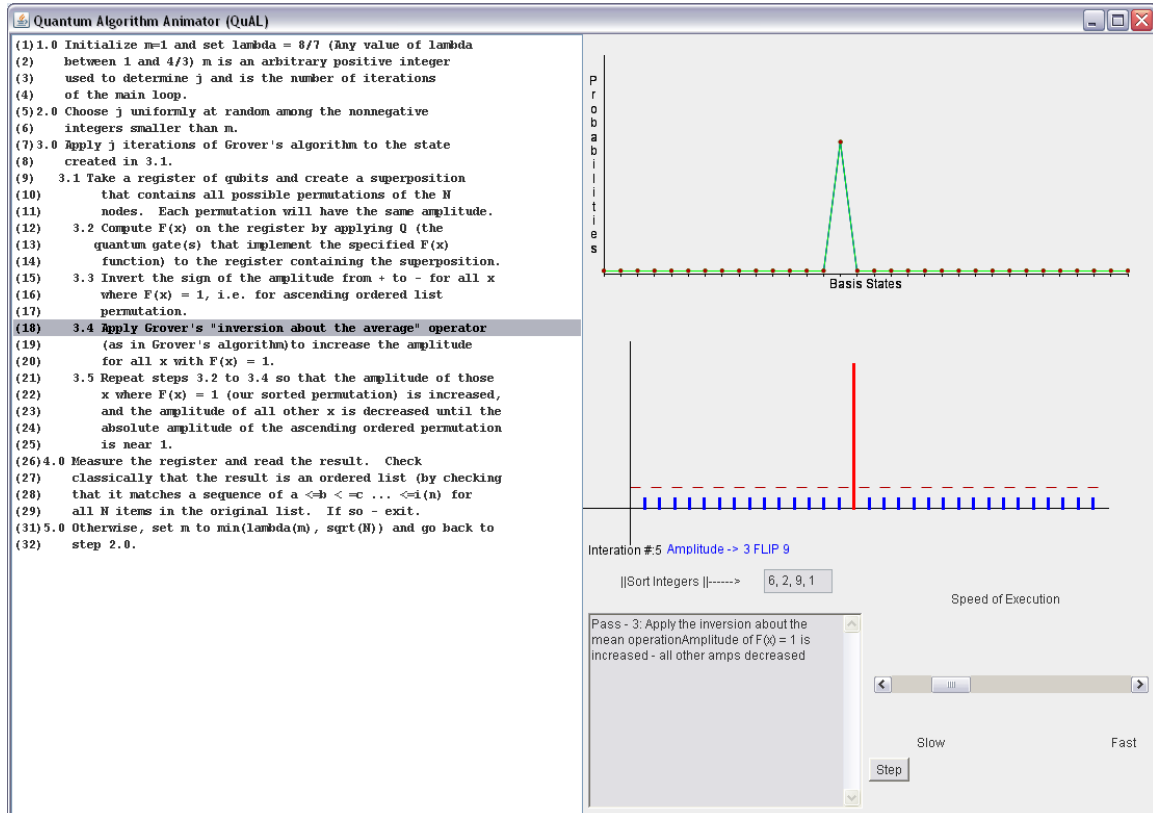 Quantum Algorithm Animator (QuAL)
(1)1.0 Initialize m=1 and set lambda = 8/7 (Any value of lambda
(2) between 1 and 4/3) m is an arbitrary positive integer
(3) used to determine j and is the number of iterations
(4) of the main loop.
(5)2.0 Choose j uniformly at random among the nonnegative
(6) integers smaller than m.
(7)3.0 Apply j iterations of Grover's algorithm to the state
(8) created in 3.1.
(9) 3.1 Take a register of qubits and create a superposition
(10) that contains all possible permutations of the N
(11) nodes. Each permutation will have the same amplitude.
(12) 3.2 Compute F(x) on the register by applying Q (the
(13) quantum gate(s) that implement the specified F(x)
(14) function) to the register containing the superposition.
(15) 3.3 Invert the sign of the amplitude from + to - for all x
(16) where F(x) = 1, i.e. for ascending ordered list
(17) permutation.
(18) 3.4 Apply Grover's "inversion about the average" operator
(19) (as in Grover's algorithm)to increase the amplitude
(20) for all x with F(x) = 1.
(21) 3.5 Repeat steps 3.2 to 3.4 so that the amplitude of those
(22) x where F(x) = 1 (our sorted permutation) is increased,
(23) and the amplitude of all other x is decreased until the
(24) absolute amplitude of the ascending ordered permutation
(25) is near 1.
(26)4.0 Measure the register and read the result. Check
(27) classically that the result is an ordered list (by checking
(28) that it matches a sequence of a <=b < =c ... <=i(n) for
(29) all N items in the original list. If so - exit.
(31)5.0 Otherwise, set m to min(lambda(m), sqrt(N)) and go back to
(32) step 2.0.
Probabilities
Basis States
Interation #:5 Amplitude -> 3 FLIP 9
||Sort Integers ||------> 6, 2, 9, 1
Speed of Execution
Pass - 3: Apply the inversion about the
mean operationAmplitude of F(x) = 1 is
increased - all other amps decreased
Slow Fast
Step